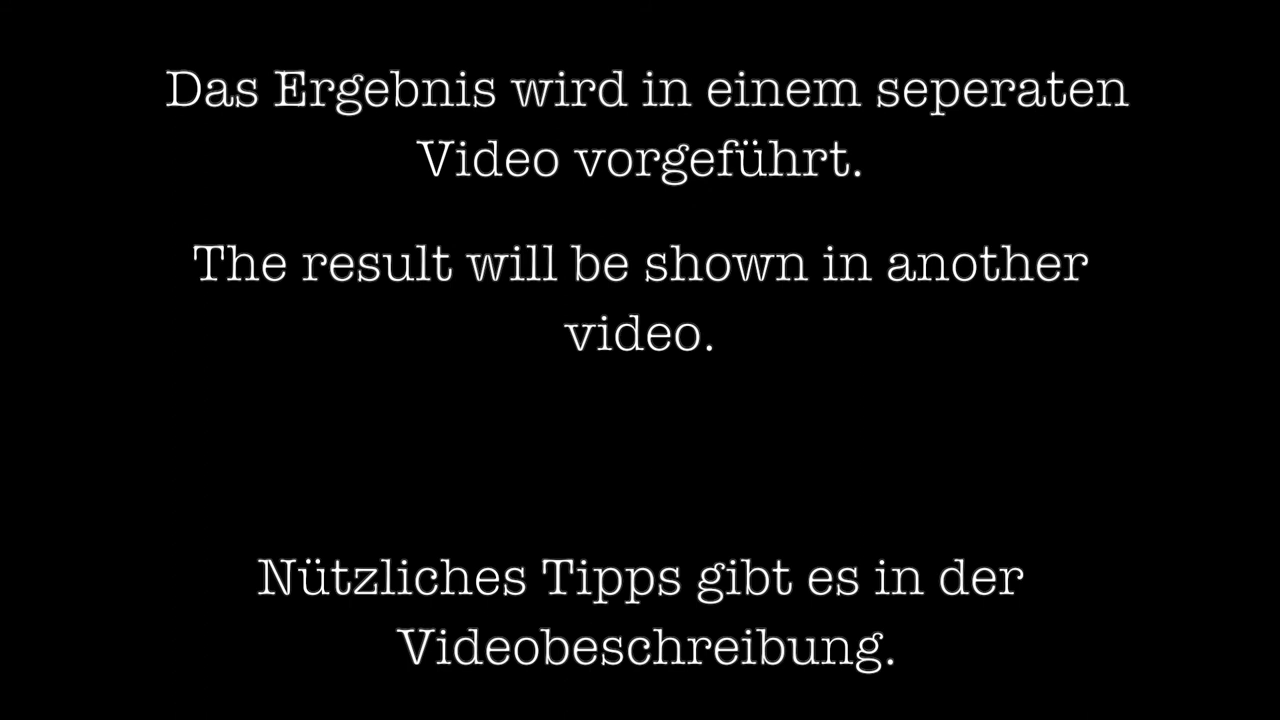 Das Ergebnis wird in einem seperaten
Video vorgeführt.
The result will be shown in another
video.
Nützliches Tipps gibt es in der
Videobeschreibung.